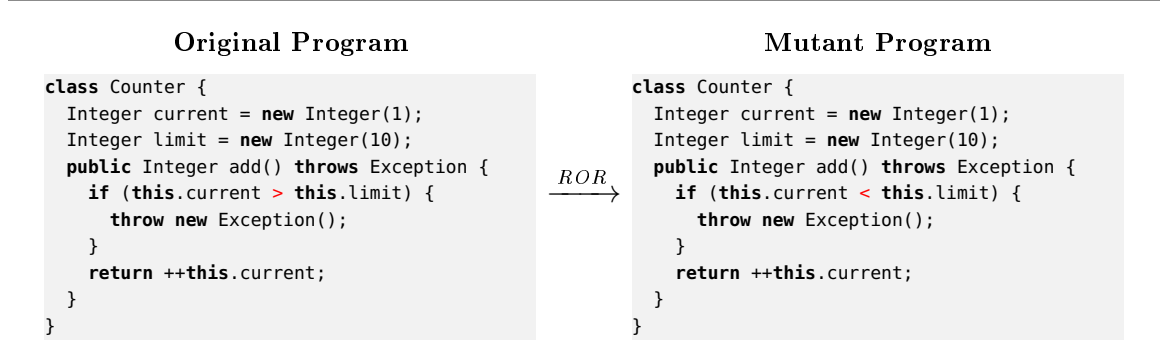 Original Program
class Counter {
Integer current = new Integer(1);
Integer limit = new Integer(10);
public Integer add() throws Exception {
if (this.current > this.limit) {
throw new Exception();
}
return ++this.current;
}
}
ROR
Mutant Program
class Counter {
Integer current = new Integer(1);
Integer limit = new Integer(10);
public Integer add() throws Exception {
if (this.current < this.limit) {
throw new Exception();
}
return ++this.current;
}
}